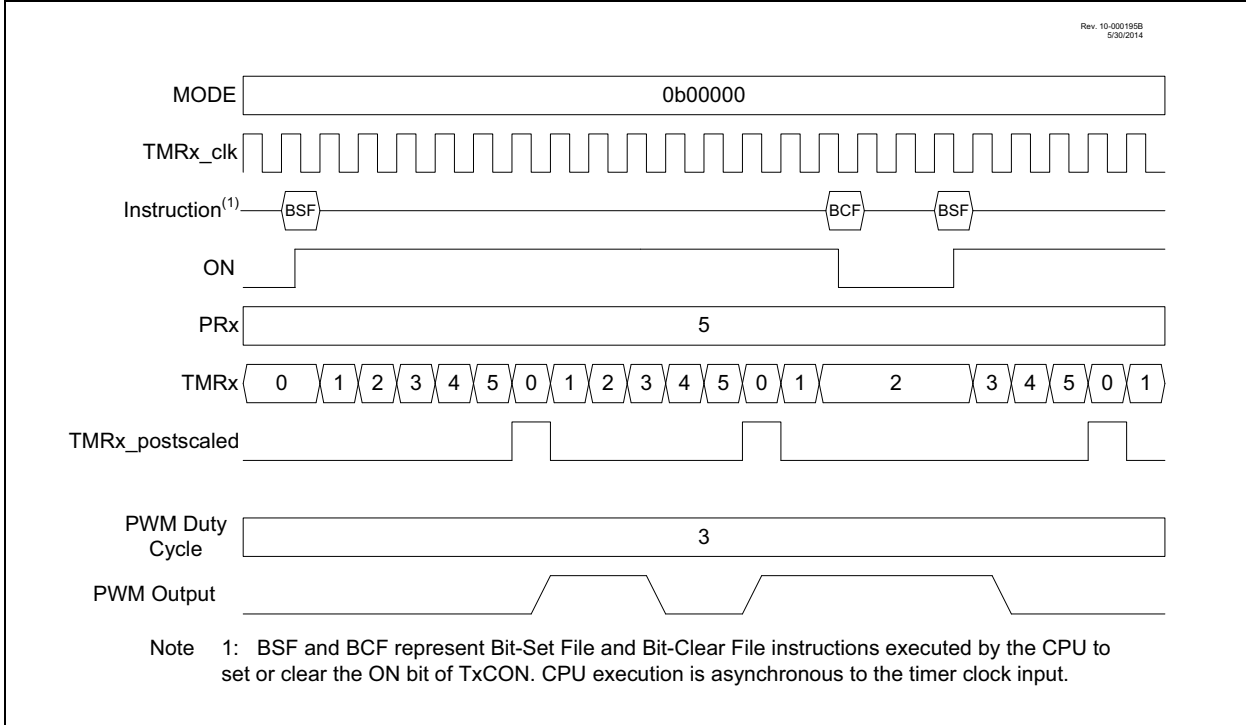 Rev. 10-000195B
5/30/2014
MODE 0b00000
TMRx_clk
Instruction(1) BSF BCF BSF
ON
PRx 5
TMRx 0 1 2 3 4 5 0 1 2 3 4 5 0 1 2 3 4 5 0 1
TMRx_postscaled
PWM Duty
Cycle 3
PWM Output
Note 1: BSF and BCF represent Bit-Set File and Bit-Clear File instructions executed by the CPU to
set or clear the ON bit of TxCON. CPU execution is asynchronous to the timer clock input.